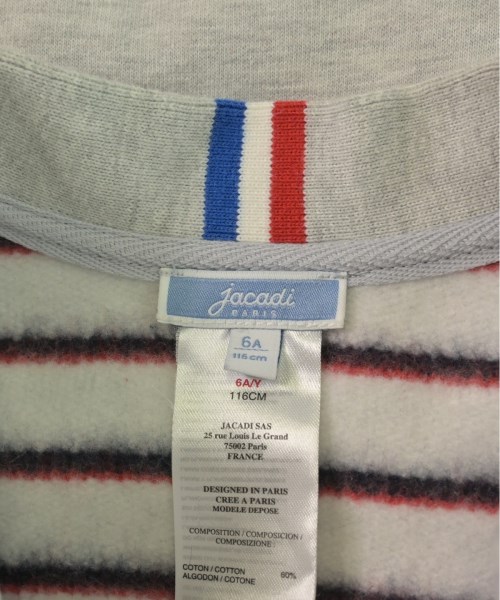 jacadi
PARIS
6A
116 cm
6A/Y
116CM
JACADI SAS
25 rue Louis Le Grand
75002 Paris
FRANCE
DESIGNED IN PARIS
CREE A PARIS
MODELE DEPOSE
COMPOSITION / COMPOSICION /
COMPOSIZIONE :
COTON / COTTON
ALGODON / COTONE 60%